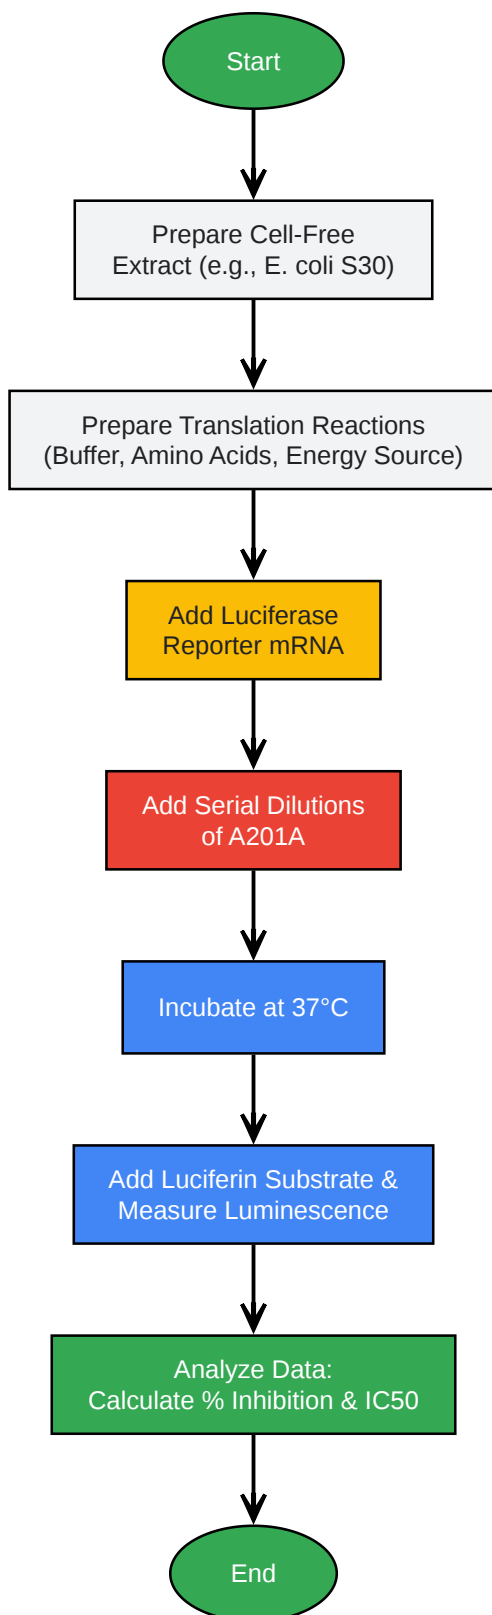 Start
Prepare Cell-Free
Extract (e.g., E. coli S30)
Prepare Translation Reactions
(Buffer, Amino Acids, Energy Source)
Add Luciferase
Reporter mRNA
Add Serial Dilutions
of A201A
Incubate at 37°C
Add Luciferin Substrate &
Measure Luminescence
Analyze Data:
Calculate % Inhibition & IC50
End